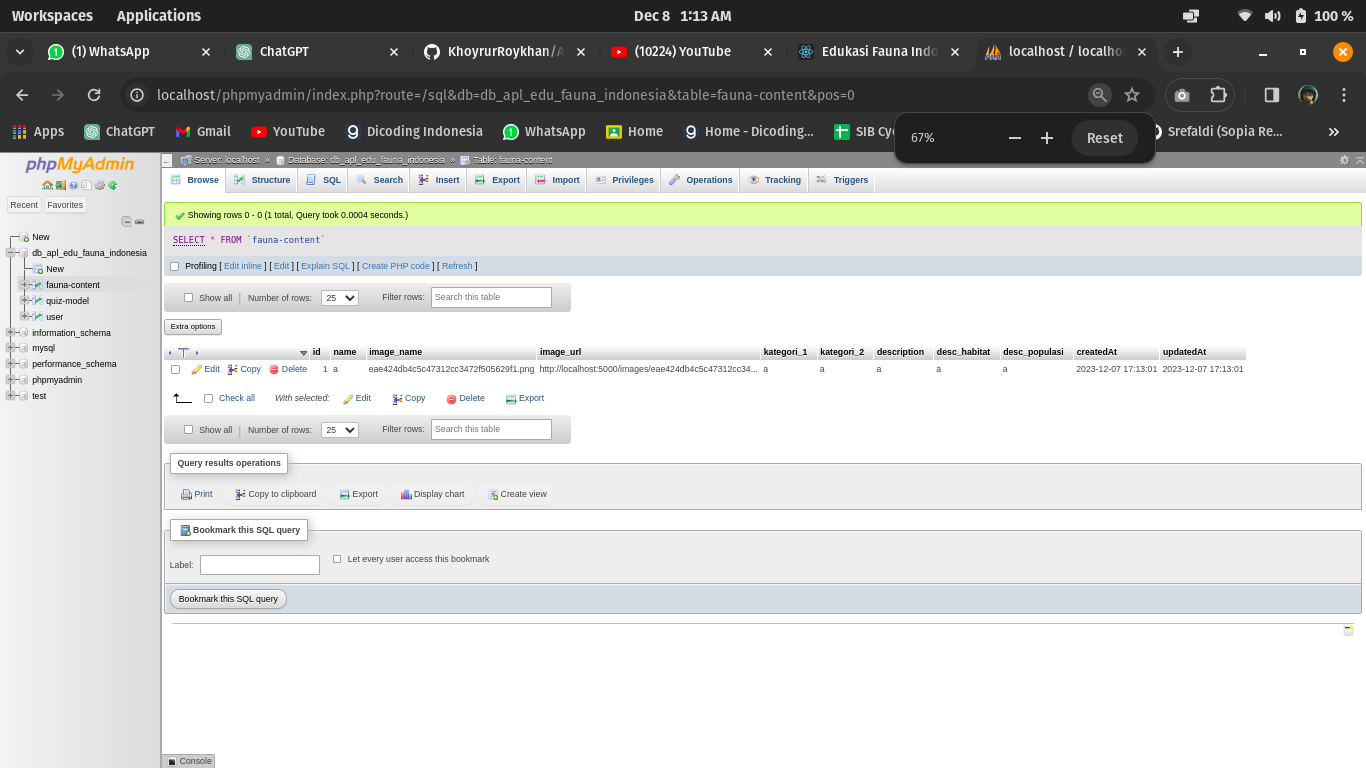 Workspaces Applications Dec 8 1:13 AM 100 %
(1) WhatsApp ChatGPT KhoyrurRoykhan/A (10224) YouTube Edukasi Fauna Indo localhost / localho
localhost/phpmyadmin/index.php?route=/sql&db=db_apl_edu_fauna_indonesia&table=fauna-content&pos=0
Apps ChatGPT Gmail YouTube Dicoding Indonesia WhatsApp Home Home - Dicoding... SIB Cyc Srefaldi (Sopia Re... »
67% Reset
phpMyAdmin
Recent Favorites
New
db_apl_edu_fauna_indonesia
New
fauna-content
quiz-model
user
information_schema
mysql
performance_schema
phpmyadmin
test
Server: localhost » Database: db_apl_edu_fauna_indonesia » Table: fauna-content
Browse Structure SQL Search Insert Export Import Privileges Operations Tracking Triggers
Showing rows 0 - 0 (1 total, Query took 0.0004 seconds.)
SELECT * FROM `fauna-content`
Profiling [ Edit inline ] [ Edit ] [ Explain SQL ] [ Create PHP code ] [ Refresh ]
Show all | Number of rows: 25 Filter rows: Search this table
Extra options
id name image_name image_url kategori_1 kategori_2 description desc_habitat desc_populasi createdAt updatedAt
Edit Copy Delete 1 a eae424db4c5c47312cc3472f505629f1.png http://localhost:5000/images/eae424db4c5c47312cc34... a a a a a 2023-12-07 17:13:01 2023-12-07 17:13:01
Check all With selected: Edit Copy Delete Export
Show all | Number of rows: 25 Filter rows: Search this table
Query results operations
Print Copy to clipboard Export Display chart Create view
Bookmark this SQL query
Label: Let every user access this bookmark
Bookmark this SQL query
Console